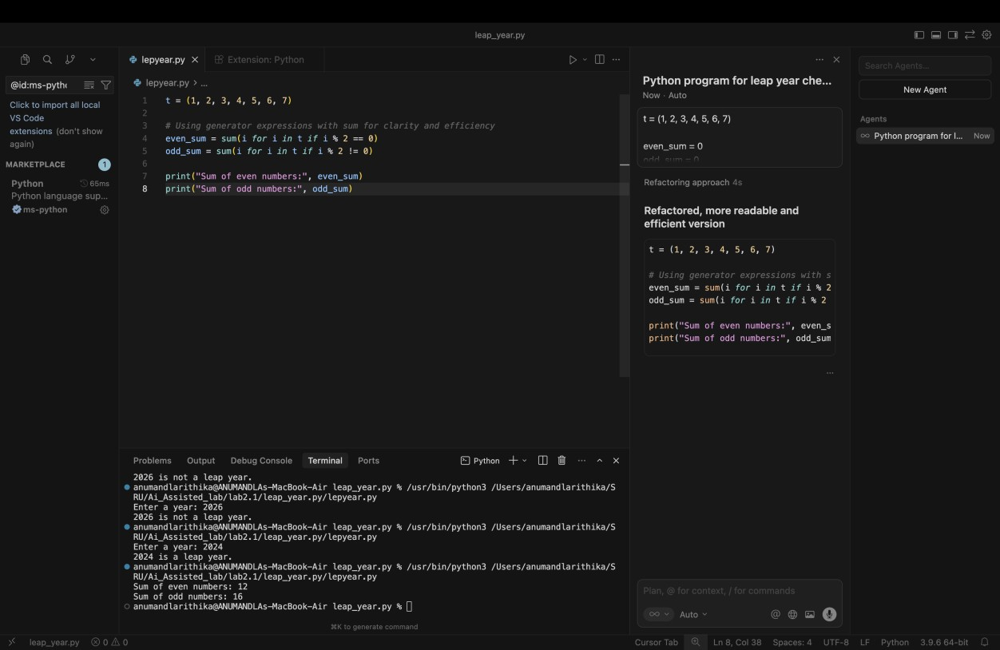 leap_year.py
lepyear.py
Extension: Python
@id:ms-pyth
Click to import all local
VS Code
extensions (don't show
again)
MARKETPLACE
1
Python
65ms
Python language sup...
ms-python
lepyear.py > ...
1 t = (1, 2, 3, 4, 5, 6, 7)
2
3 # Using generator expressions with sum for clarity and efficiency
4 even_sum = sum(i for i in t if i % 2 == 0)
5 odd_sum = sum(i for i in t if i % 2 != 0)
6
7 print("Sum of even numbers:", even_sum)
8 print("Sum of odd numbers:", odd_sum)
Problems Output Debug Console Terminal Ports
Python
2026 is not a leap year.
anumandlarithika@ANUMANDLAs-MacBook-Air leap_year.py % /usr/bin/python3 /Users/anumandlarithika/S
RU/Ai_Assisted_lab/lab2.1/leap_year.py/lepyear.py
Enter a year: 2026
2026 is not a leap year.
anumandlarithika@ANUMANDLAs-MacBook-Air leap_year.py % /usr/bin/python3 /Users/anumandlarithika/S
RU/Ai_Assisted_lab/lab2.1/leap_year.py/lepyear.py
Enter a year: 2024
2024 is a leap year.
anumandlarithika@ANUMANDLAs-MacBook-Air leap_year.py % /usr/bin/python3 /Users/anumandlarithika/S
RU/Ai_Assisted_lab/lab2.1/leap_year.py/lepyear.py
Sum of even numbers: 12
Sum of odd numbers: 16
anumandlarithika@ANUMANDLAs-MacBook-Air leap_year.py %
⌘K to generate command
Python program for leap year che...
Now · Auto
t = (1, 2, 3, 4, 5, 6, 7)
even_sum = 0
odd_sum = 0
Refactoring approach 4s
Refactored, more readable and
efficient version
t = (1, 2, 3, 4, 5, 6, 7)
# Using generator expressions with s
even_sum = sum(i for i in t if i % 2
odd_sum = sum(i for i in t if i % 2
print("Sum of even numbers:", even_s
print("Sum of odd numbers:", odd_sum
...
Plan, @ for context, / for commands
Auto
Search Agents...
New Agent
Agents
Python program for l... Now
leap_year.py
0 0
Cursor Tab
Ln 8, Col 38
Spaces: 4
UTF-8
LF
Python
3.9.6 64-bit